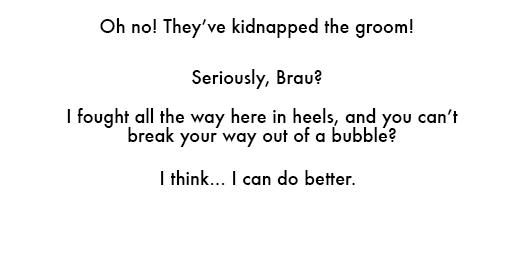 Oh no! They’ve kidnapped the groom!
Seriously, Brau?
I fought all the way here in heels, and you can’t
break your way out of a bubble?
I think... I can do better.